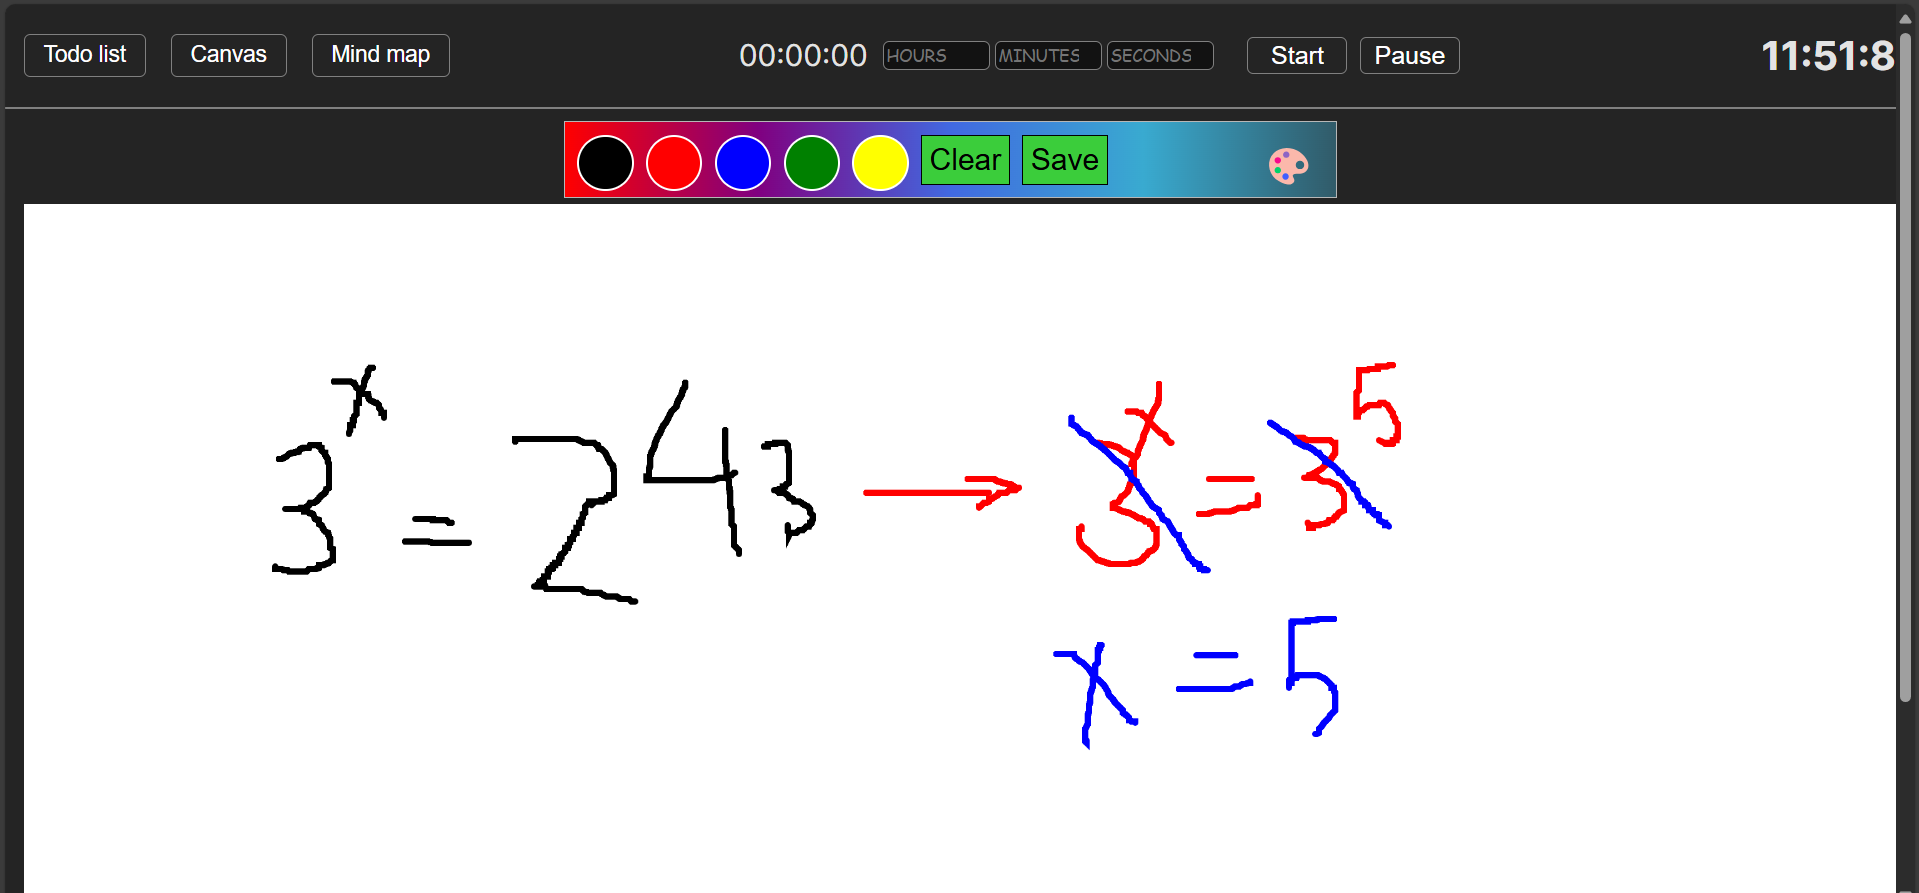 Todo list Canvas Mind map 00:00:00 HOURS MINUTES SECONDS Start Pause 11:51:8
Clear Save
3^x = 243 → 3^x = 3^5
x = 5